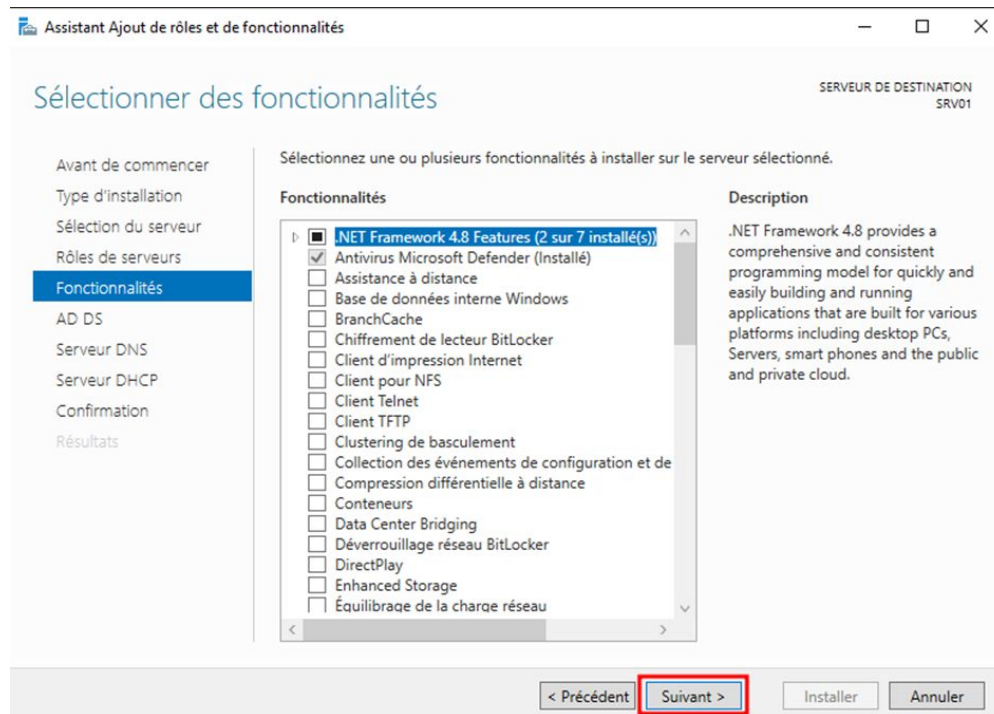 Assistant Ajout de rôles et de fonctionnalités
Sélectionner des fonctionnalités
SERVEUR DE DESTINATION
SRV01
Avant de commencer
Type d'installation
Sélection du serveur
Rôles de serveurs
Fonctionnalités
AD DS
Serveur DNS
Serveur DHCP
Confirmation
Résultats
Sélectionnez une ou plusieurs fonctionnalités à installer sur le serveur sélectionné.
Fonctionnalités
.NET Framework 4.8 Features (2 sur 7 installé(s))
Antivirus Microsoft Defender (Installé)
Assistance à distance
Base de données interne Windows
BranchCache
Chiffrement de lecteur BitLocker
Client d'impression Internet
Client pour NFS
Client Telnet
Client TFTP
Clustering de basculement
Collection des événements de configuration et de
Compression différentielle à distance
Conteneurs
Data Center Bridging
Déverrouillage réseau BitLocker
DirectPlay
Enhanced Storage
Équilibrage de la charge réseau
Description
.NET Framework 4.8 provides a
comprehensive and consistent
programming model for quickly and
easily building and running
applications that are built for various
platforms including desktop PCs,
Servers, smart phones and the public
and private cloud.
< Précédent
Suivant >
Installer
Annuler